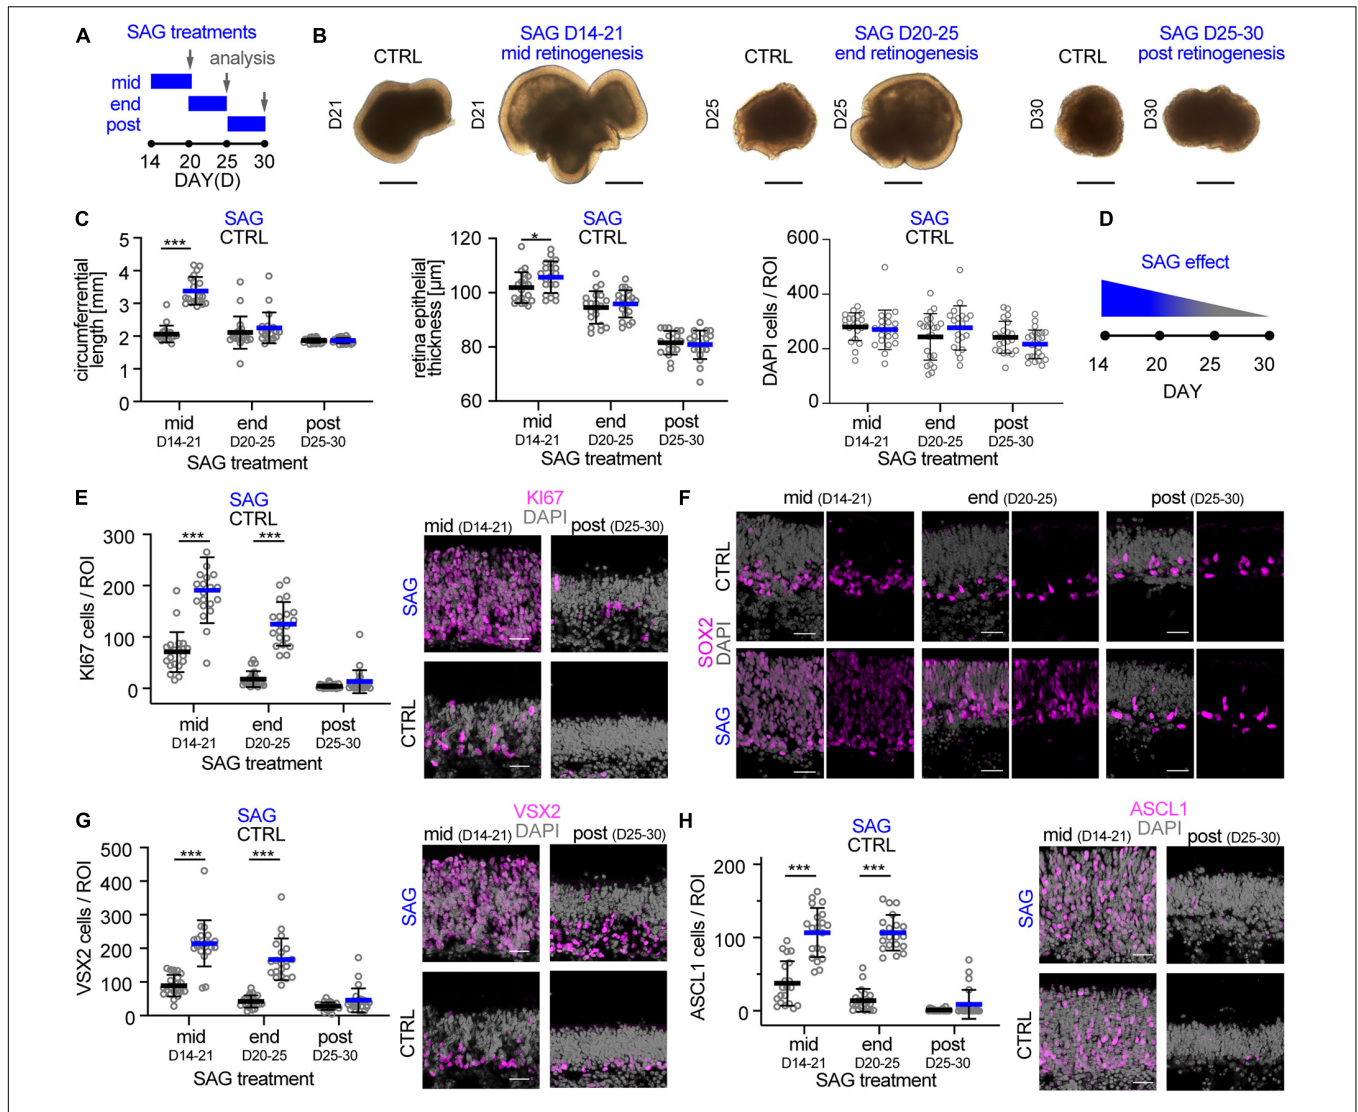 A
SAG treatments
analysis
mid
end
post
14 20 25 30
DAY(D)
B
CTRL
SAG D14-21
mid retinogenesis
CTRL
SAG D20-25
end retinogenesis
CTRL
SAG D25-30
post retinogenesis
D21
D21
D25
D25
D30
D30
C
SAG
CTRL
circumferential
length [mm]
5
4
3
2
1
0
***
mid end post
D14-21 D20-25 D25-30
SAG treatment
SAG
CTRL
retina epithelial
thickness [µm]
120
100
80
60
*
mid end post
D14-21 D20-25 D25-30
SAG treatment
SAG
CTRL
DAPI cells / ROI
600
400
200
0
mid end post
D14-21 D20-25 D25-30
SAG treatment
D
SAG effect
14 20 25 30
DAY
E
SAG
CTRL
KI67 cells / ROI
300
200
100
0
*** ***
mid end post
D14-21 D20-25 D25-30
SAG treatment
KI67
DAPI
mid (D14-21) post (D25-30)
SAG
CTRL
F
mid (D14-21) end (D20-25) post (D25-30)
CTRL
SAG
SOX2
DAPI
G
SAG
CTRL
VSX2 cells / ROI
500
400
300
200
100
0
*** ***
mid end post
D14-21 D20-25 D25-30
SAG treatment
VSX2
DAPI
mid (D14-21) post (D25-30)
SAG
CTRL
H
SAG
CTRL
ASCL1 cells / ROI
200
100
0
*** ***
mid end post
D14-21 D20-25 D25-30
SAG treatment
ASCL1
DAPI
mid (D14-21) post (D25-30)
SAG
CTRL